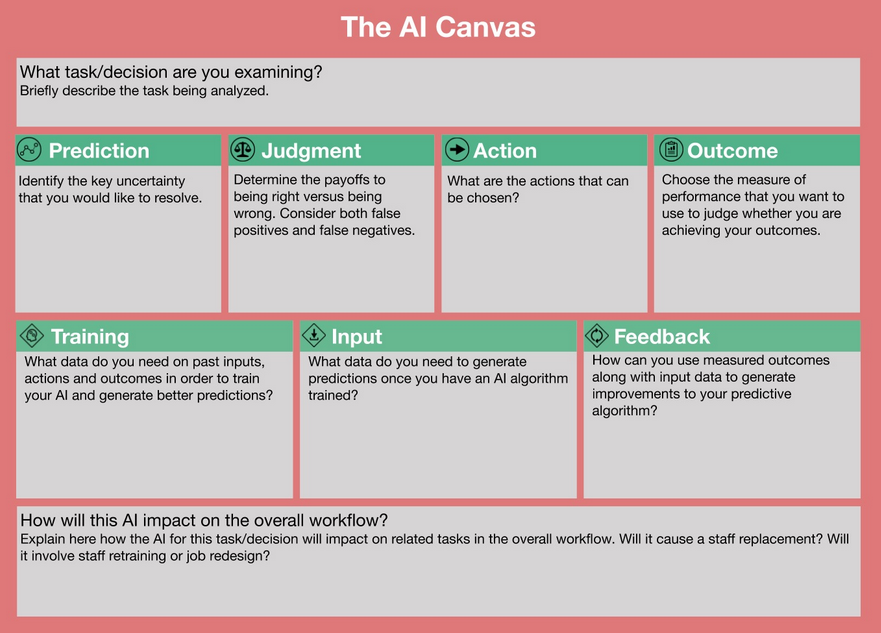 The AI Canvas
What task/decision are you examining?
Briefly describe the task being analyzed.
Prediction
Identify the key uncertainty
that you would like to resolve.
Judgment
Determine the payoffs to
being right versus being
wrong. Consider both false
positives and false negatives.
Action
What are the actions that can
be chosen?
Outcome
Choose the measure of
performance that you want to
use to judge whether you are
achieving your outcomes.
Training
What data do you need on past inputs,
actions and outcomes in order to train
your AI and generate better predictions?
Input
What data do you need to generate
predictions once you have an AI algorithm
trained?
Feedback
How can you use measured outcomes
along with input data to generate
improvements to your predictive
algorithm?
How will this AI impact on the overall workflow?
Explain here how the AI for this task/decision will impact on related tasks in the overall workflow. Will it cause a staff replacement? Will
it involve staff retraining or job redesign?